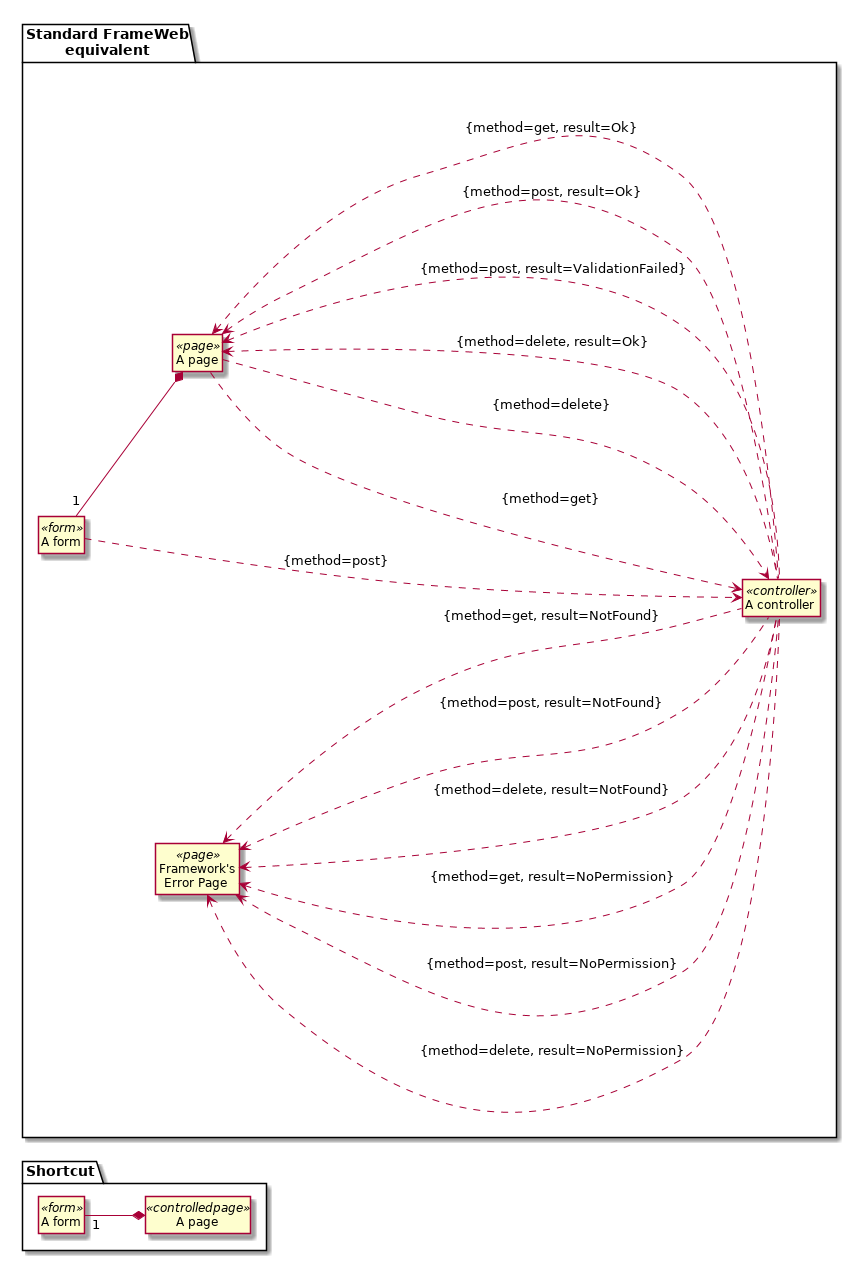 Standard FrameWeb
equivalent
{method=get, result=Ok}
{method=post, result=Ok}
{method=post, result=ValidationFailed}
{method=delete, result=Ok}
«page»
A page
{method=delete}
{method=get}
1
«form»
A form
{method=post}
«controller»
A controller
{method=get, result=NotFound}
{method=post, result=NotFound}
{method=delete, result=NotFound}
«page»
Framework's
Error Page
{method=get, result=NoPermission}
{method=post, result=NoPermission}
{method=delete, result=NoPermission}
Shortcut
«form»
A form
1
«controlledpage»
A page